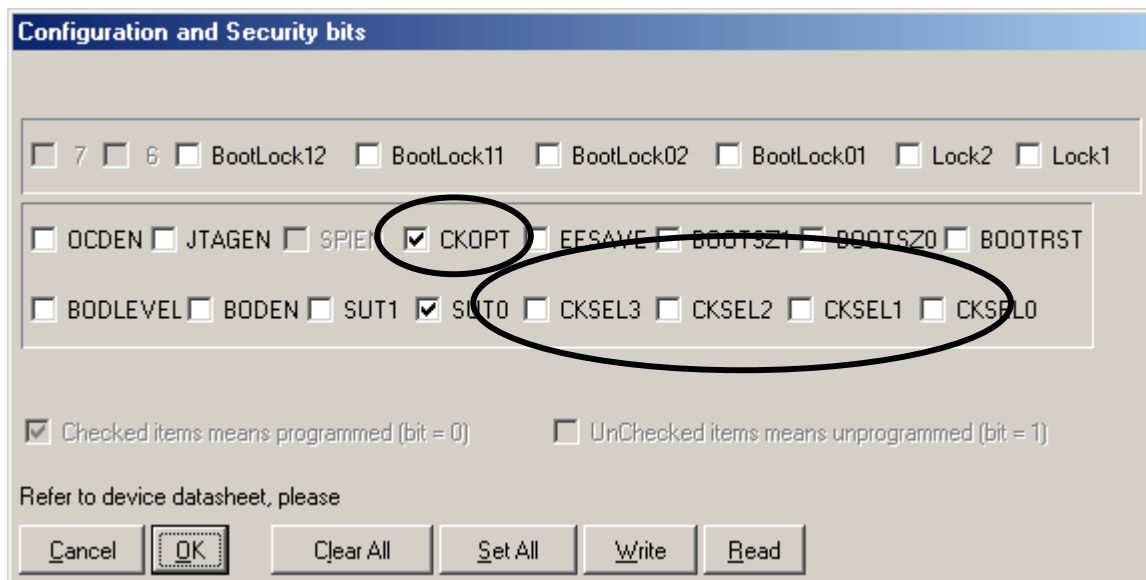 Configuration and Security bits
7 6 BootLock12 BootLock11 BootLock02 BootLock01 Lock2 Lock1
OCDEN JTAGEN SPIEN CKOPT EESAVE BOOTSZ1 BOOTSZ0 BOOTRST
BODLEVEL BODEN SUT1 SUT0 CKSEL3 CKSEL2 CKSEL1 CKSEL0
Checked items means programmed (bit = 0) UnChecked items means unprogrammed (bit = 1)
Refer to device datasheet, please
Cancel OK Clear All Set All Write Read